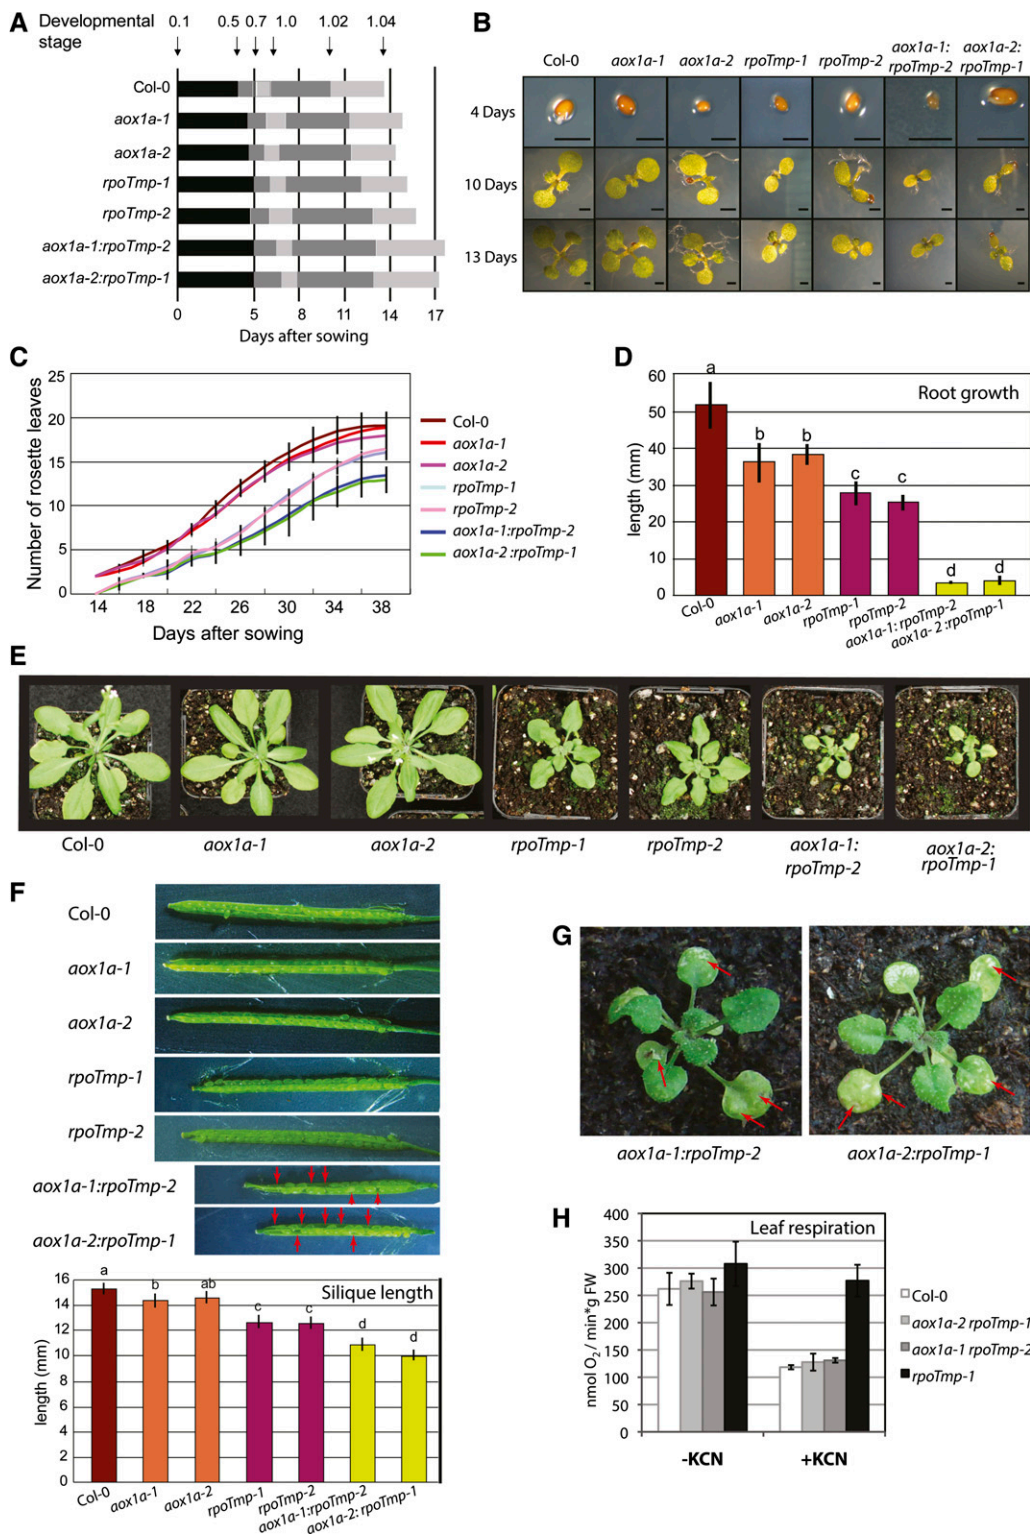 A
Developmental
stage
0.1 0.5 0.7 1.0 1.02 1.04
Col-0
aox1a-1
aox1a-2
rpoTmp-1
rpoTmp-2
aox1a-1:rpoTmp-2
aox1a-2:rpoTmp-1
0 5 8 11 14 17
Days after sowing
B
Col-0 aox1a-1 aox1a-2 rpoTmp-1 rpoTmp-2 aox1a-1: aox1a-2:
rpoTmp-2 rpoTmp-1
4 Days
10 Days
13 Days
C
25
20
15
10
5
0
Number of rosette leaves
14 18 22 26 30 34 38
Days after sowing
Col-0
aox1a-1
aox1a-2
rpoTmp-1
rpoTmp-2
aox1a-1:rpoTmp-2
aox1a-2:rpoTmp-1
D
Root growth
60
50
40
30
20
10
0
length (mm)
a b b c c d d
Col-0 aox1a-1 aox1a-2 rpoTmp-1 rpoTmp-2 aox1a-1: rpoTmp-2 aox1a-2 :rpoTmp-1
E
Col-0 aox1a-1 aox1a-2 rpoTmp-1 rpoTmp-2 aox1a-1: aox1a-2:
rpoTmp-2 rpoTmp-1
F
Col-0
aox1a-1
aox1a-2
rpoTmp-1
rpoTmp-2
aox1a-1:rpoTmp-2
aox1a-2:rpoTmp-1
Silique length
16
14
12
10
8
6
4
2
0
length (mm)
a b ab c c d d
Col-0 aox1a-1 aox1a-2 rpoTmp-1 rpoTmp-2 aox1a-1:rpoTmp-2 aox1a-2: rpoTmp-1
G
aox1a-1:rpoTmp-2 aox1a-2:rpoTmp-1
H
Leaf respiration
400
350
300
250
200
150
100
50
0
nmol O₂/ min*g FW
-KCN +KCN
Col-0
aox1a-2 rpoTmp-1
aox1a-1 rpoTmp-2
rpoTmp-1